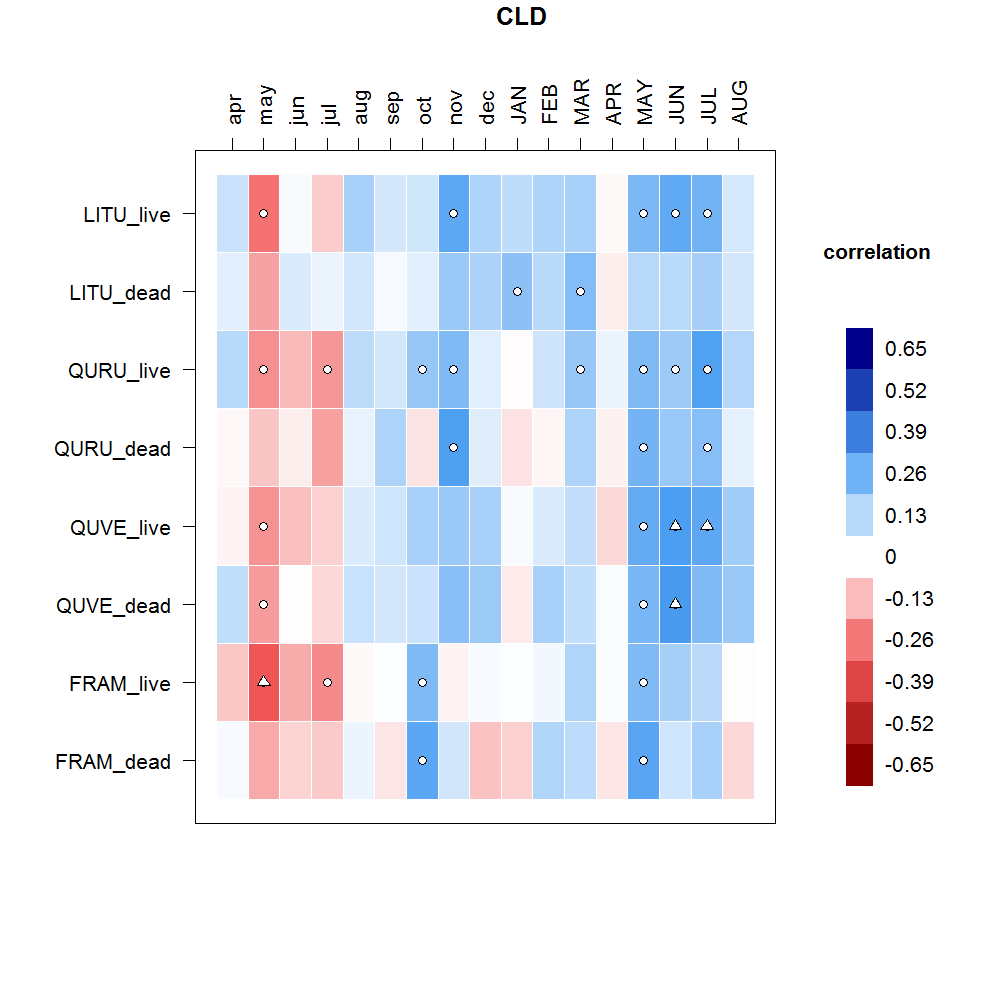 CLD
apr may jun jul aug sep oct nov dec JAN FEB MAR APR MAY JUN JUL AUG
LITU_live
LITU_dead
QURU_live
QURU_dead
QUVE_live
QUVE_dead
FRAM_live
FRAM_dead
correlation
0.65
0.52
0.39
0.26
0.13
0
-0.13
-0.26
-0.39
-0.52
-0.65